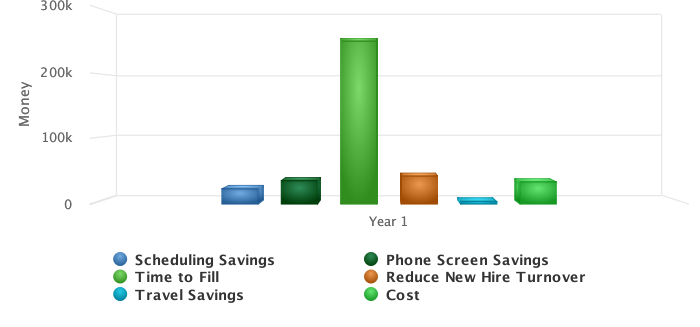 300k
200k
100k
0
Money
Year 1
Scheduling Savings
Phone Screen Savings
Time to Fill
Reduce New Hire Turnover
Travel Savings
Cost